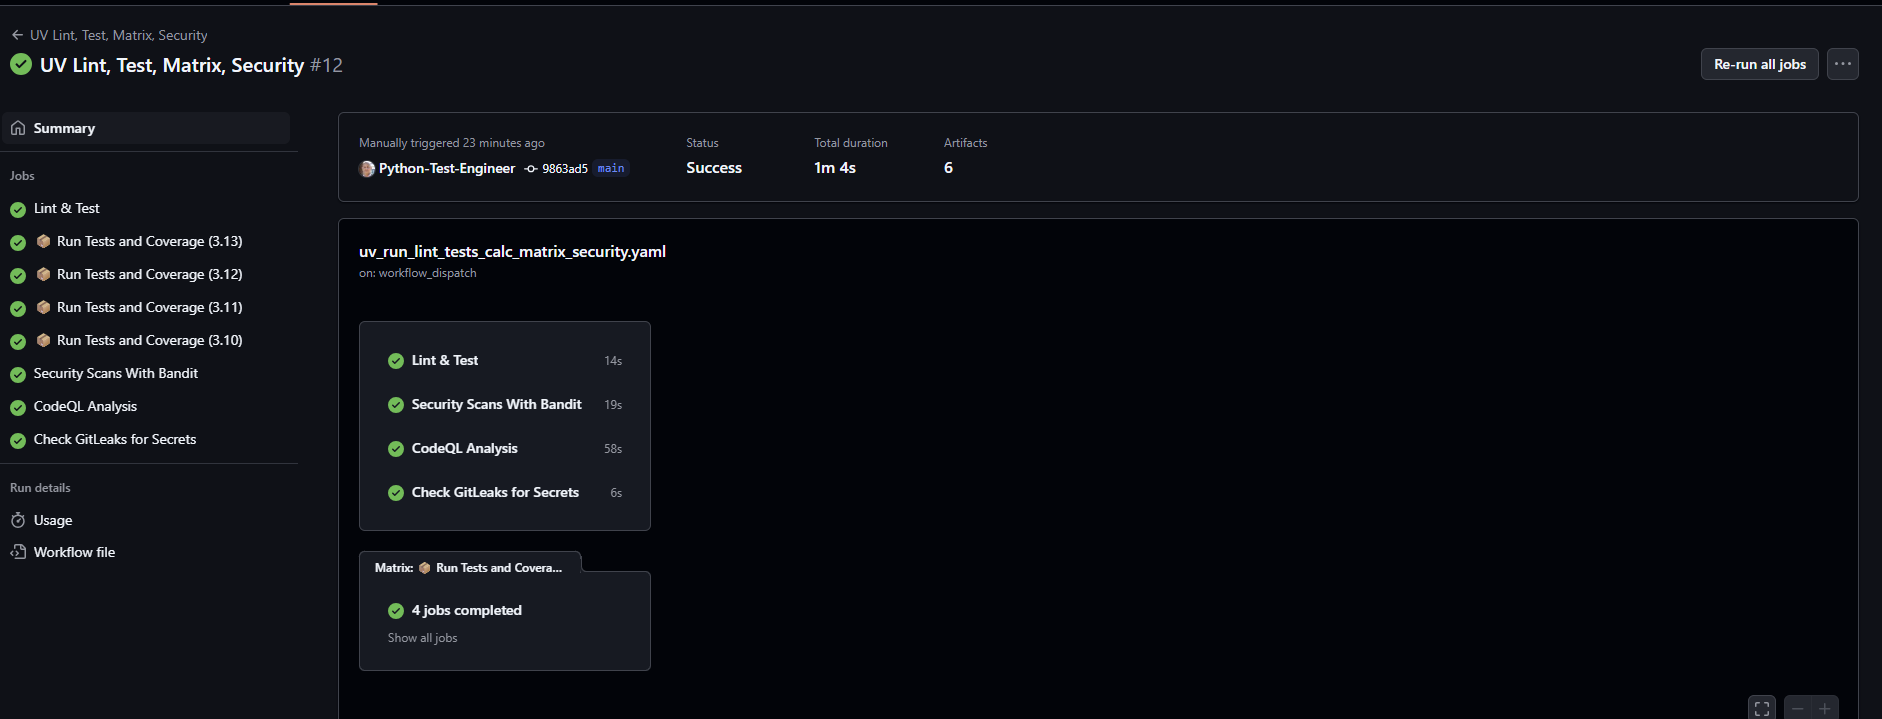 UV Lint, Test, Matrix, Security
UV Lint, Test, Matrix, Security #12
Re-run all jobs
Summary
Jobs
Lint & Test
Run Tests and Coverage (3.13)
Run Tests and Coverage (3.12)
Run Tests and Coverage (3.11)
Run Tests and Coverage (3.10)
Security Scans With Bandit
CodeQL Analysis
Check GitLeaks for Secrets
Run details
Usage
Workflow file
Manually triggered 23 minutes ago
Python-Test-Engineer 9863ad5 main
Status
Success
Total duration
1m 4s
Artifacts
6
uv_run_lint_tests_calc_matrix_security.yaml
on: workflow_dispatch
Lint & Test 14s
Security Scans With Bandit 19s
CodeQL Analysis 58s
Check GitLeaks for Secrets 6s
Matrix: Run Tests and Covera...
4 jobs completed
Show all jobs